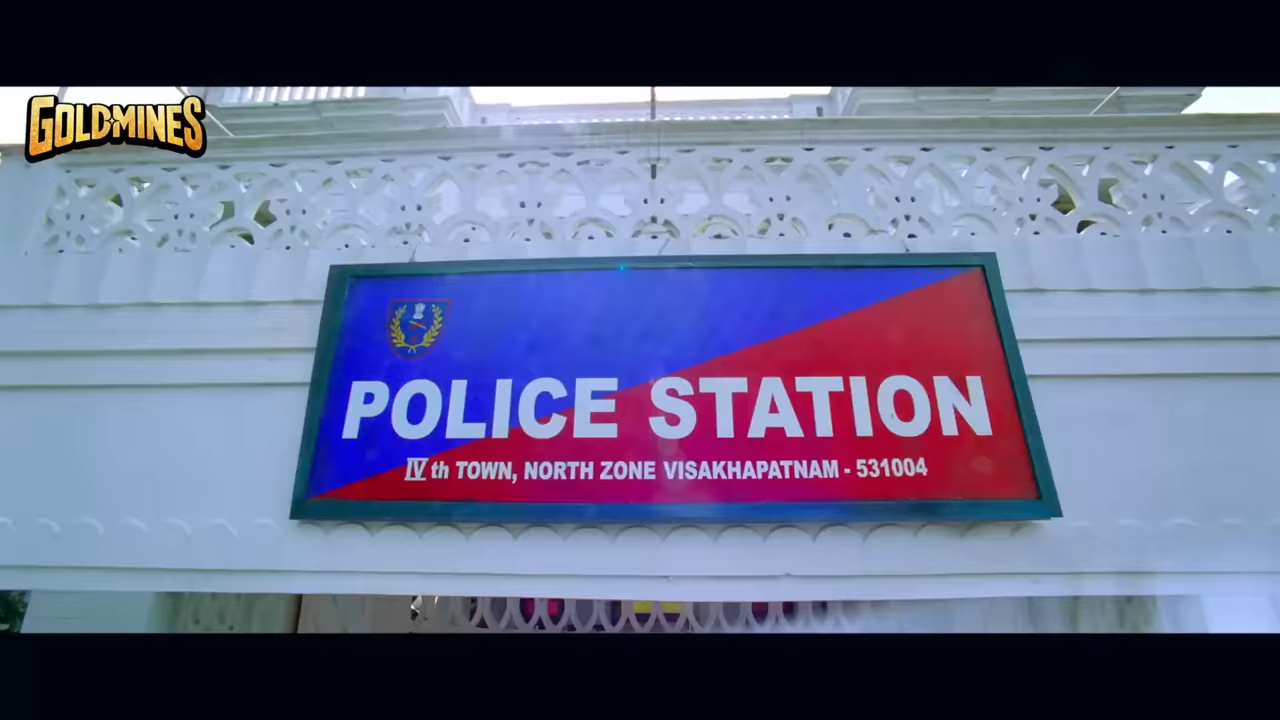 GOLDMINES
POLICE STATION
IVth TOWN, NORTH ZONE VISAKHAPATNAM - 531004